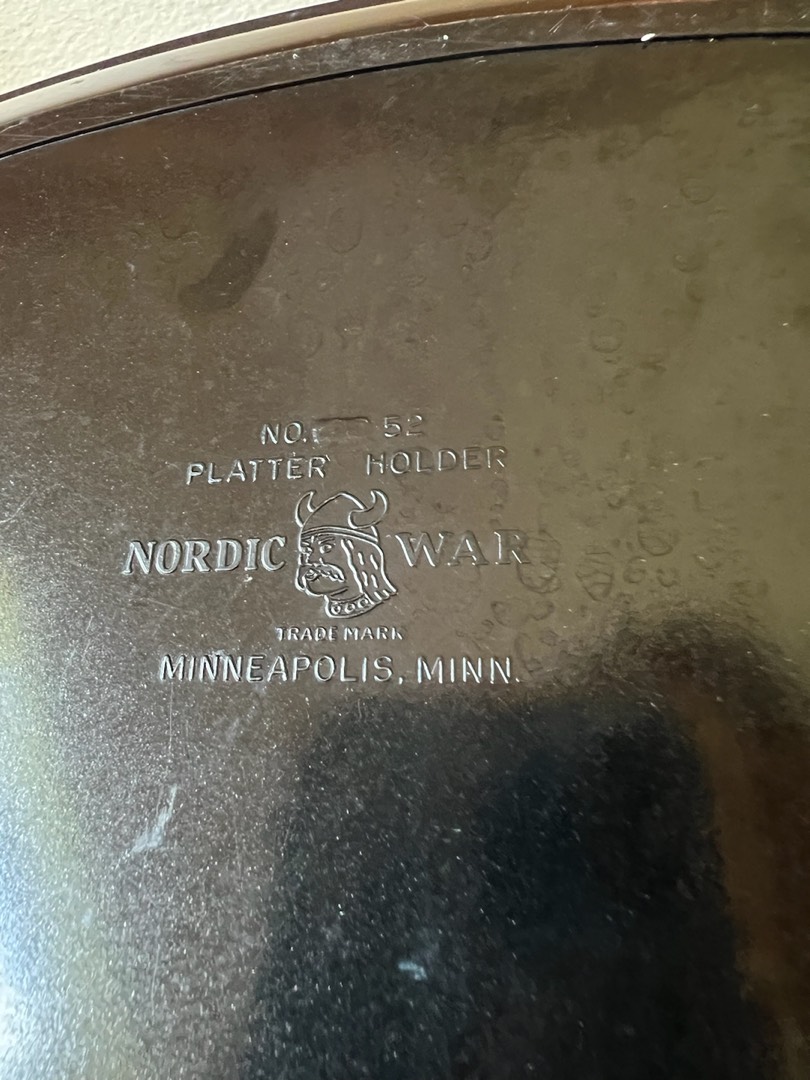 NO. 52
PLATTER HOLDER
NORDIC WAR
TRADE MARK
MINNEAPOLIS, MINN.